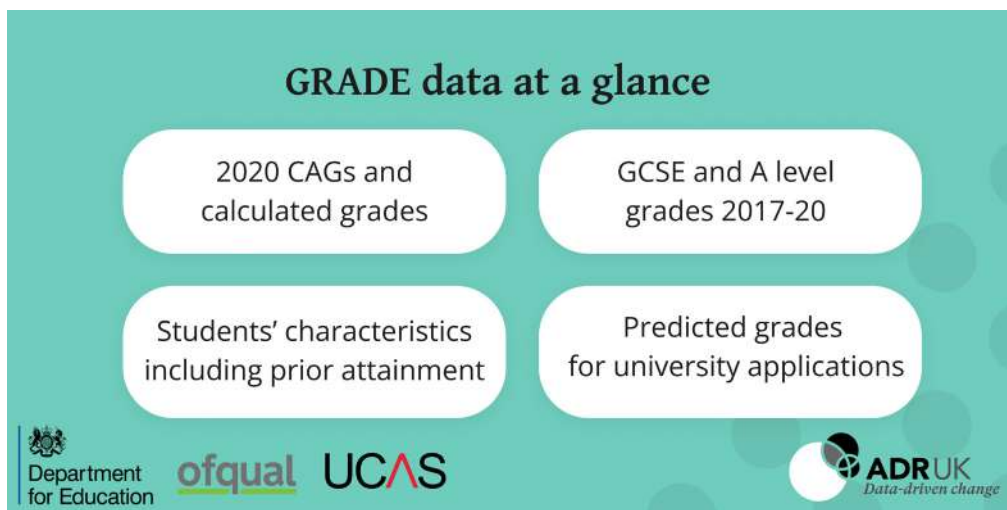 GRADE data at a glance
2020 CAGs and
calculated grades
GCSE and A level
grades 2017-20
Students’ characteristics
including prior attainment
Predicted grades
for university applications
Department
for Education
ofqual
UCAS
ADRUK
Data-driven change